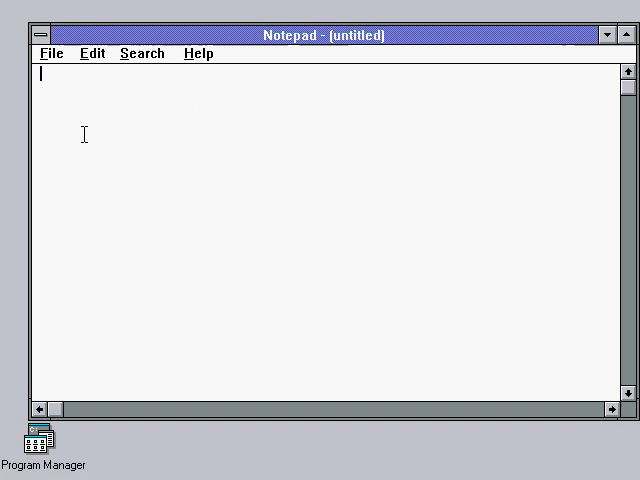 Notepad - (untitled)
File Edit Search Help
Program Manager